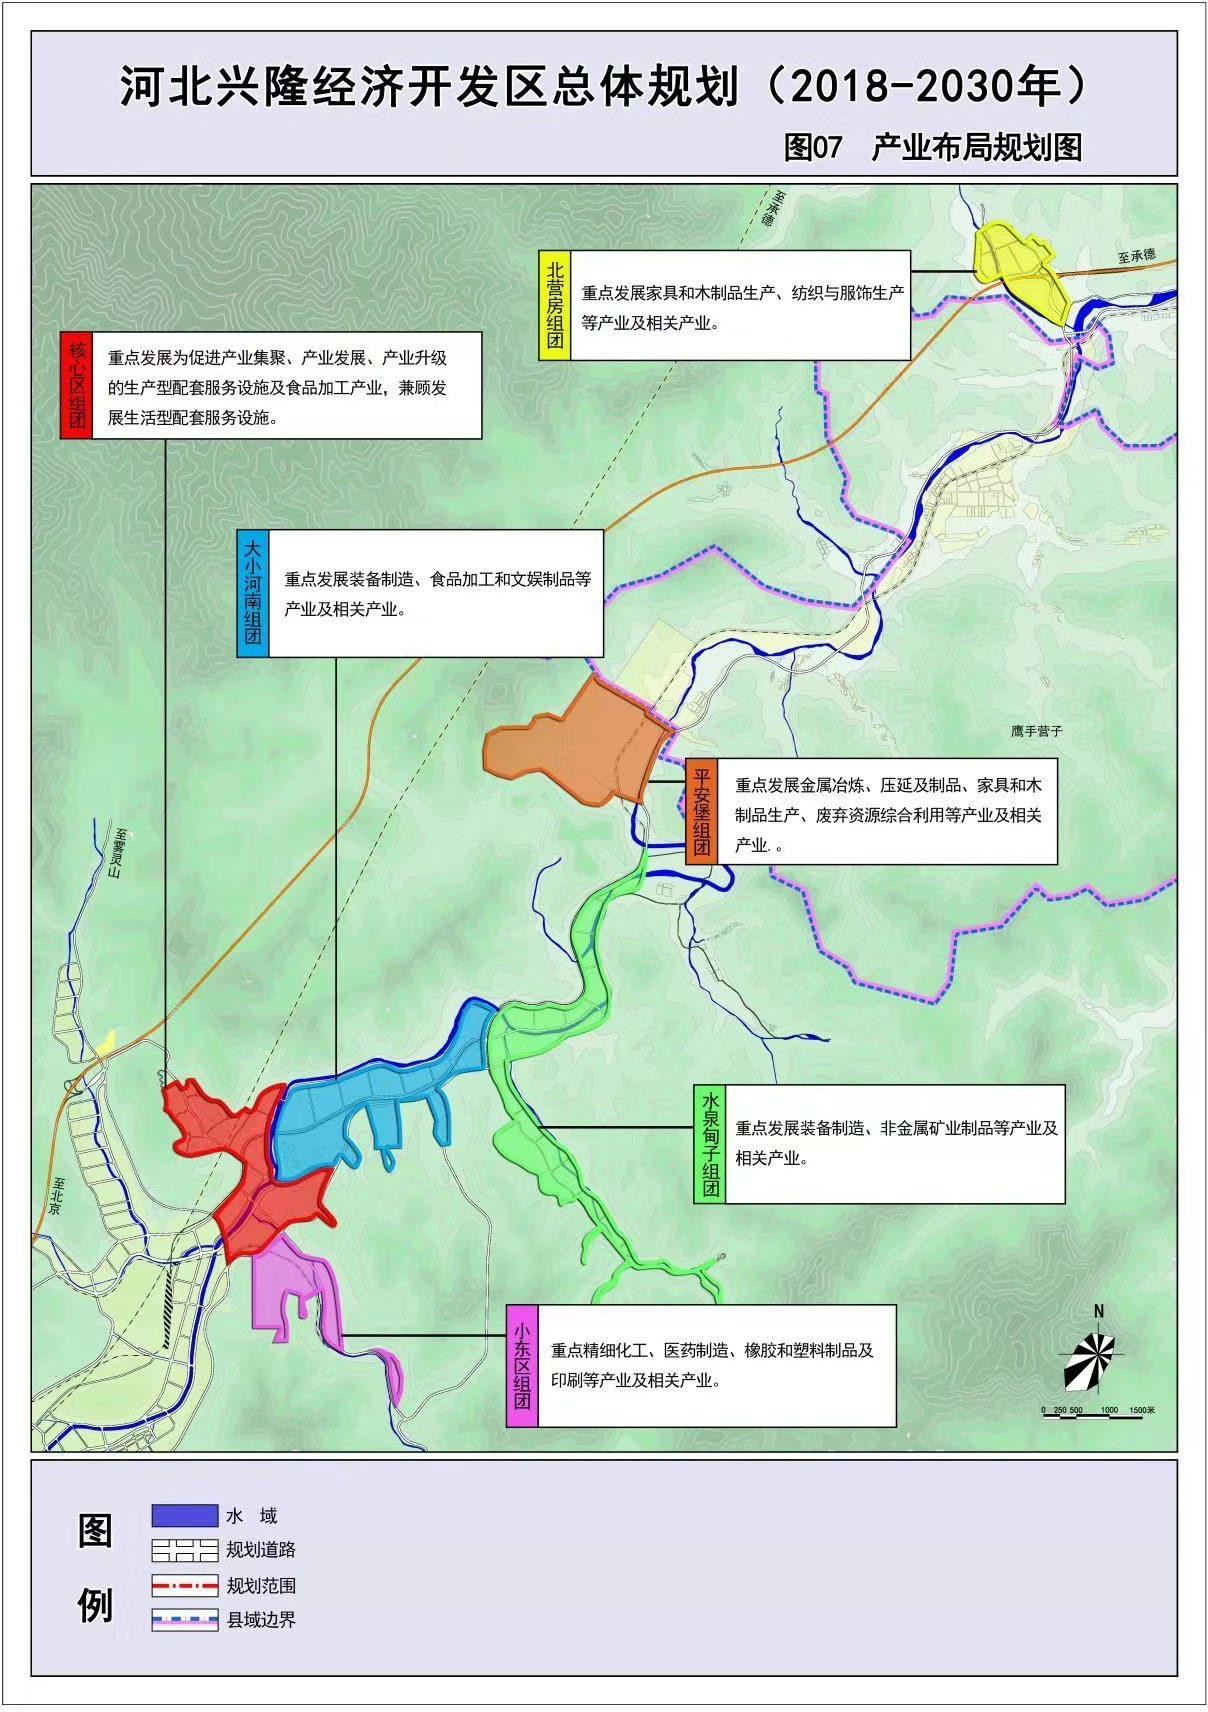 河北兴隆经济开发区总体规划（2018-2030年）
图07 产业布局规划图
至承德
至承德
北营房组团
重点发展家具和木制品生产、纺织与服饰生产
等产业及相关产业。
核心区组团
重点发展为促进产业集聚、产业发展、产业升级
的生产型配套服务设施及食品加工产业，兼顾发
展生活型配套服务设施。
大小河南组团
重点发展装备制造、食品加工和文娱制品等
产业及相关产业。
鹰手营子
平安堡组团
重点发展金属冶炼、压延及制品、家具和木
制品生产、废弃资源综合利用等产业及相关
产业.。
至雾灵山
水泉甸子组团
重点发展装备制造、非金属矿业制品等产业及
相关产业。
至北京
小东区组团
重点精细化工、医药制造、橡胶和塑料制品及
印刷等产业及相关产业。
N
0 250 500 1000 1500米
图例
水 域
规划道路
规划范围
县域边界